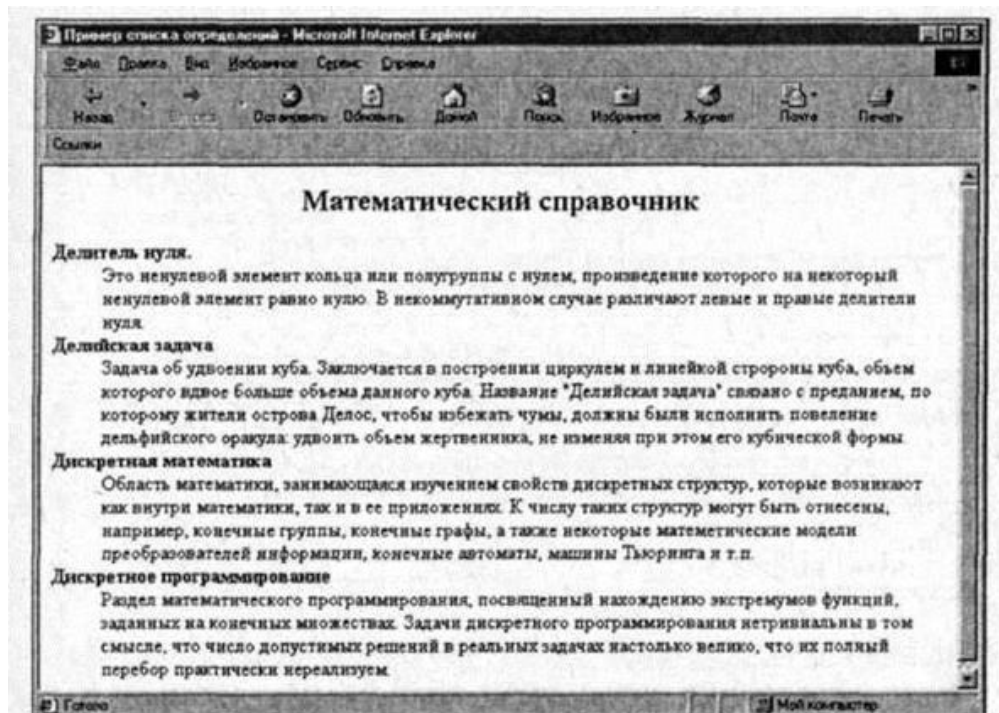 Пример списка определений - Microsoft Internet Explorer
Файл Правка Вид Избранное Сервис Справка
Назад Вперед Остановить Обновить Домой Поиск Избранное Журнал Почта Печать
Ссылки
Математический справочник
Делитель нуля.
Это ненулевой элемент кольца или полугруппы с нулем, произведение которого на некоторый
ненулевой элемент равно нулю. В некоммутативном случае различают левые и правые делители
нуля.
Делийская задача
Задача об удвоении куба. Заключается в построении циркулем и линейкой стророны куба, объем
которого вдвое больше объема данного куба. Название "Делийская задача" связано с преданием, по
которому жители острова Делос, чтобы избежать чумы, должны были исполнить повеление
дельфийского оракула: удвоить объем жертвенника, не изменяя при этом его кубической формы.
Дискретная математика
Область математики, занимающаяся изучением свойств дискретных структур, которые возникают
как внутри математики, так и в ее приложениях. К числу таких структур могут быть отнесены,
например, конечные группы, конечные графы, а также некоторые матеметические модели
преобразователей информации, конечные автоматы, машины Тьюринга и т.п.
Дискретное программирование
Раздел математического программирования, посвященный нахождению экстремумов функций,
заданных на конечных множествах. Задачи дискретного программирования нетривиальны в том
смысле, что число допустимых решений в реальных задачах настолько велико, что их полный
перебор практически нереализуем.
Готово Мой компьютер